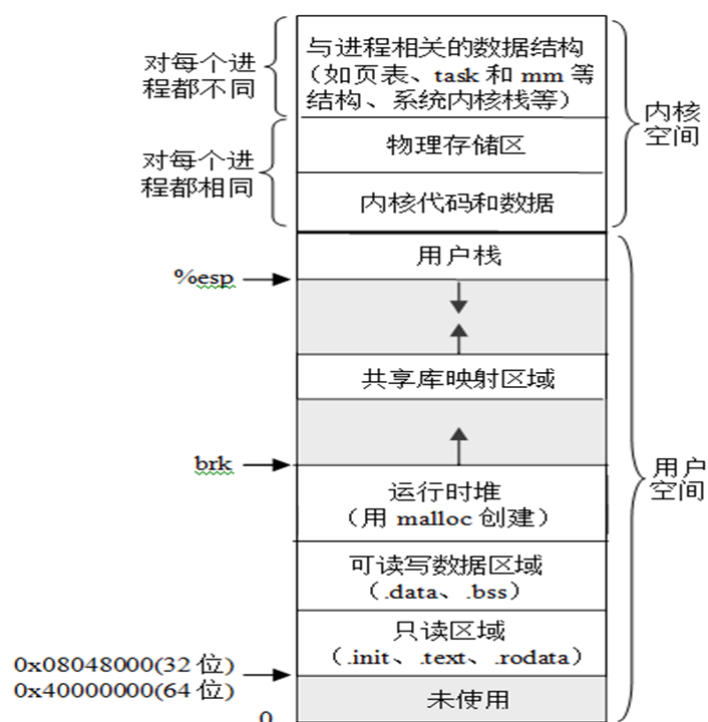 对每个进
程都不同
与进程相关的数据结构
（如页表、task 和 mm 等
结构、系统内核栈等）
内核
空间
对每个进
程都相同
物理存储区
内核代码和数据
用户栈
%esp
共享库映射区域
brk
运行时堆
（用 malloc 创建）
用户
空间
可读写数据区域
（.data、.bss）
只读区域
（.init、.text、.rodata）
0x08048000(32 位)
0x40000000(64 位)
未使用
0